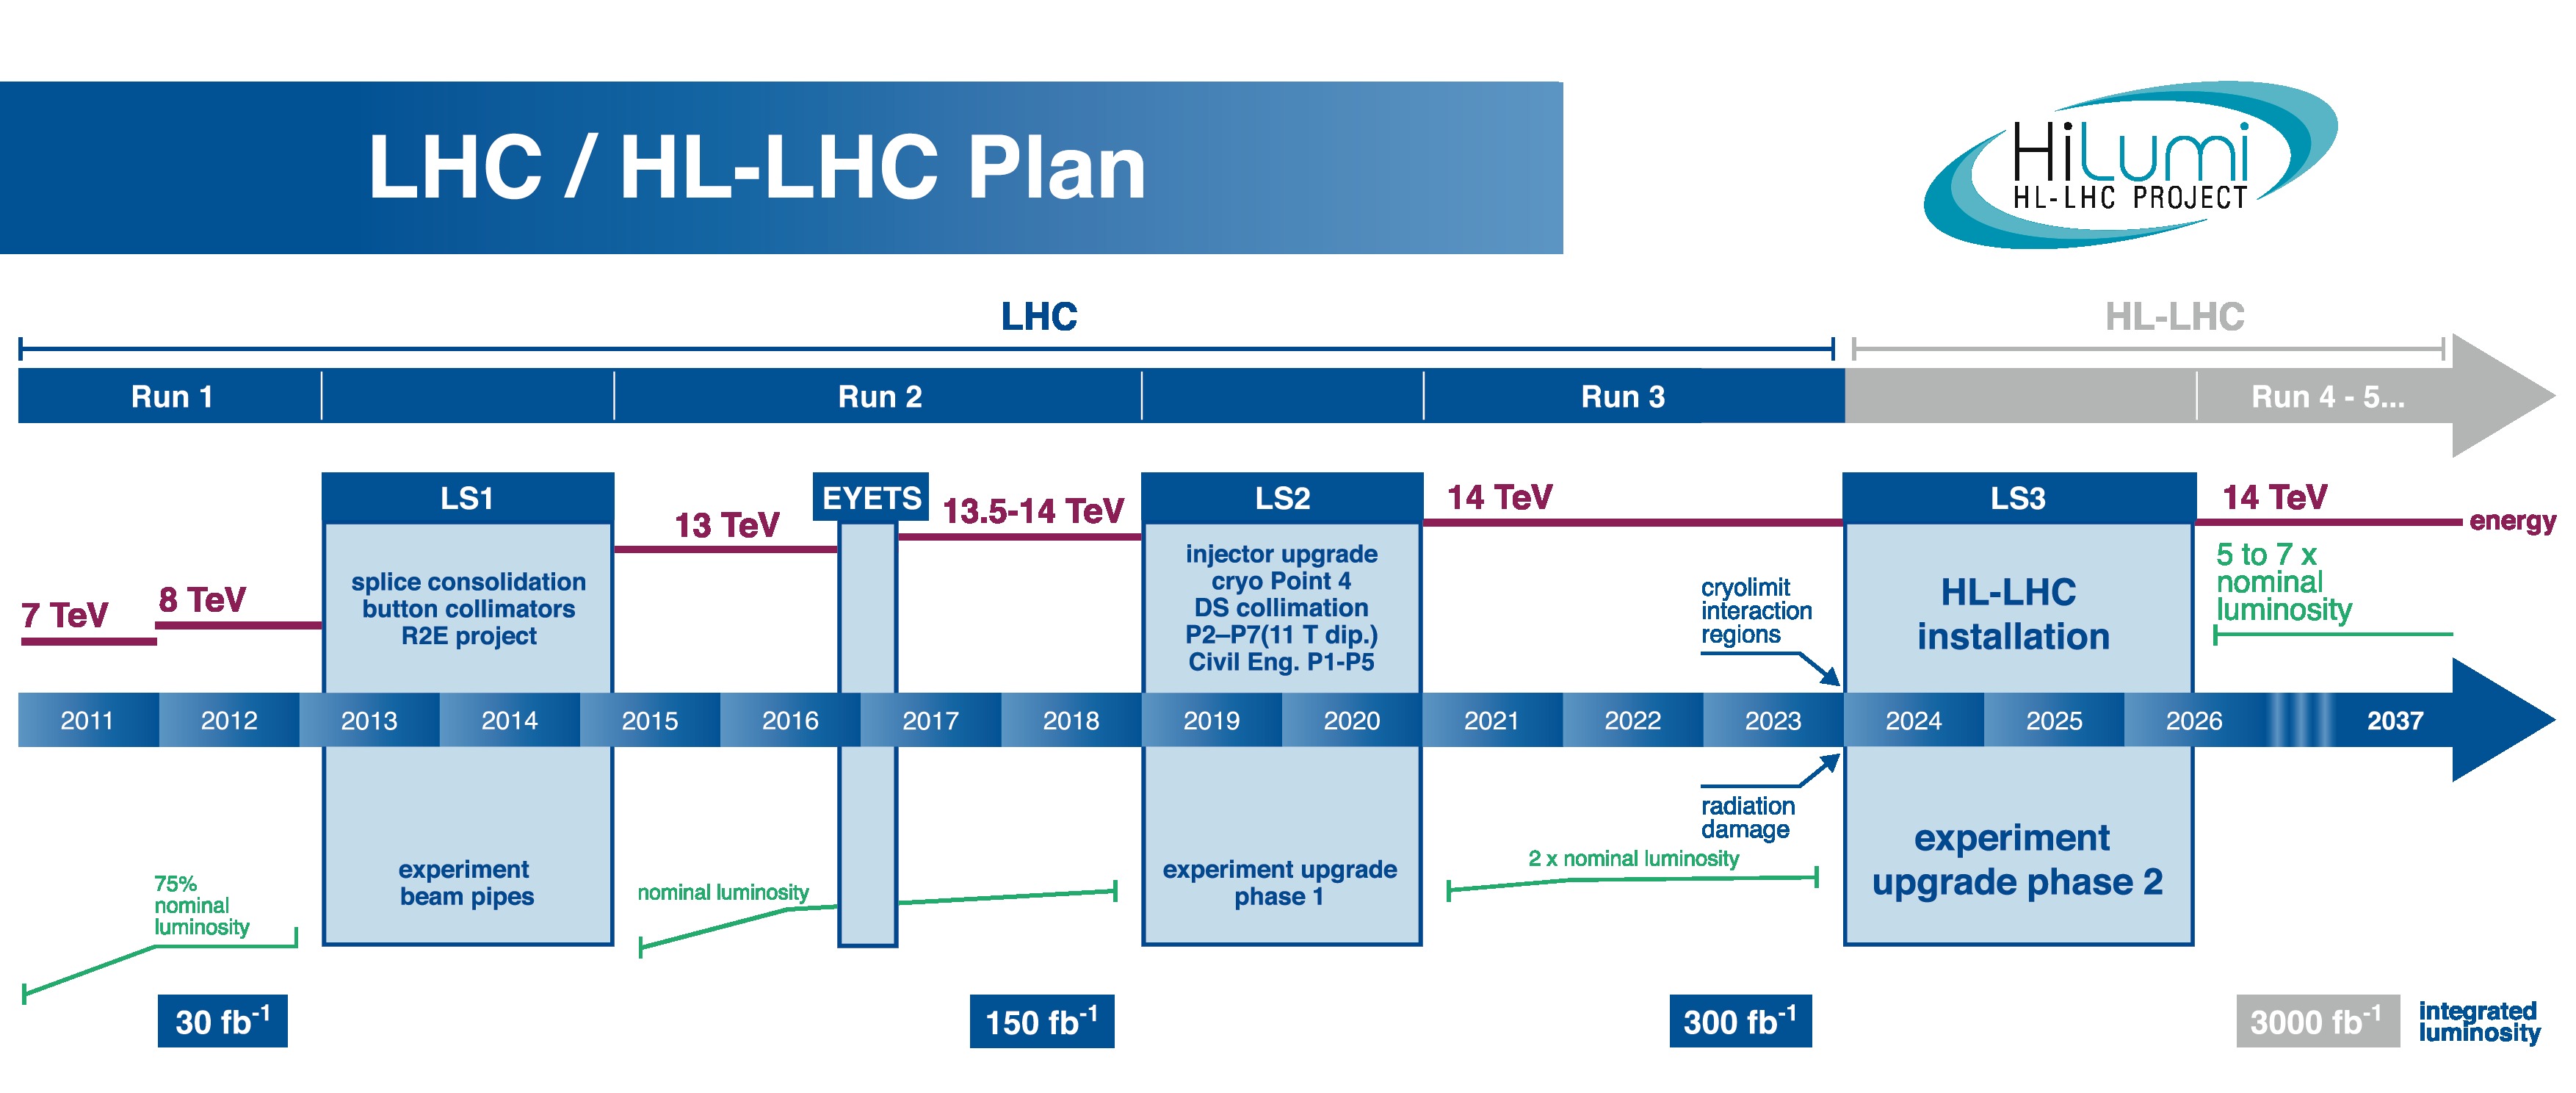 LHC / HL-LHC Plan
HiLumi
HL-LHC PROJECT
LHC
HL-LHC
Run 1
Run 2
Run 3
Run 4 - 5...
LS1
EYETS
LS2
LS3
7 TeV
8 TeV
13 TeV
13.5-14 TeV
14 TeV
14 TeV
energy
splice consolidation
button collimators
R2E project
injector upgrade
cryo Point 4
DS collimation
P2–P7(11 T dip.)
Civil Eng. P1-P5
cryolimit
interaction
regions
HL-LHC
installation
5 to 7 x
nominal
luminosity
2011 2012 2013 2014 2015 2016 2017 2018 2019 2020 2021 2022 2023 2024 2025 2026 2037
radiation
damage
75%
nominal
luminosity
experiment
beam pipes
nominal luminosity
experiment upgrade
phase 1
2 x nominal luminosity
experiment
upgrade phase 2
30 fb-1
150 fb-1
300 fb-1
3000 fb-1
integrated
luminosity